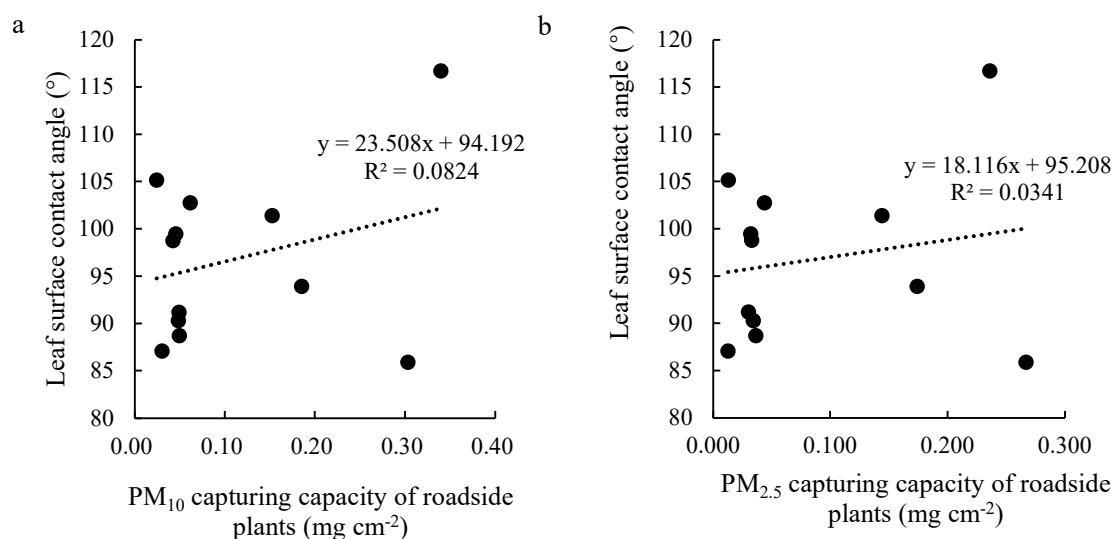 a
Leaf surface contact angle (°)
120
115
110
105
100
95
90
85
80
y = 23.508x + 94.192
R² = 0.0824
0.00 0.10 0.20 0.30 0.40
PM₁₀ capturing capacity of roadside
plants (mg cm⁻²)
b
Leaf surface contact angle (°)
120
115
110
105
100
95
90
85
80
y = 18.116x + 95.208
R² = 0.0341
0.000 0.100 0.200 0.300
PM₂.₅ capturing capacity of roadside
plants (mg cm⁻²)